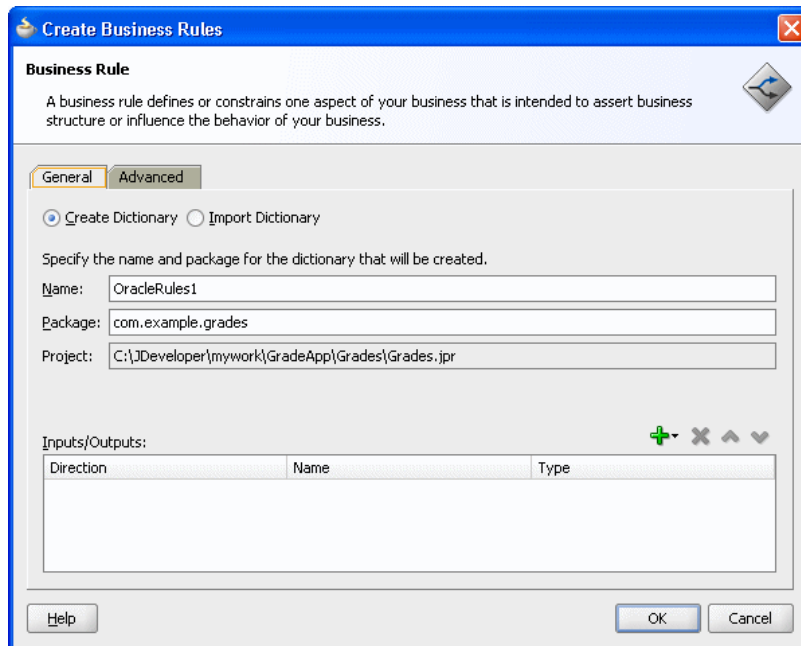 Create Business Rules
Business Rule
A business rule defines or constrains one aspect of your business that is intended to assert business
structure or influence the behavior of your business.
General Advanced
Create Dictionary Import Dictionary
Specify the name and package for the dictionary that will be created.
Name: OracleRules1
Package: com.example.grades
Project: C:\JDeveloper\mywork\GradeApp\Grades\Grades.jpr
Inputs/Outputs:
Direction Name Type
Help OK Cancel